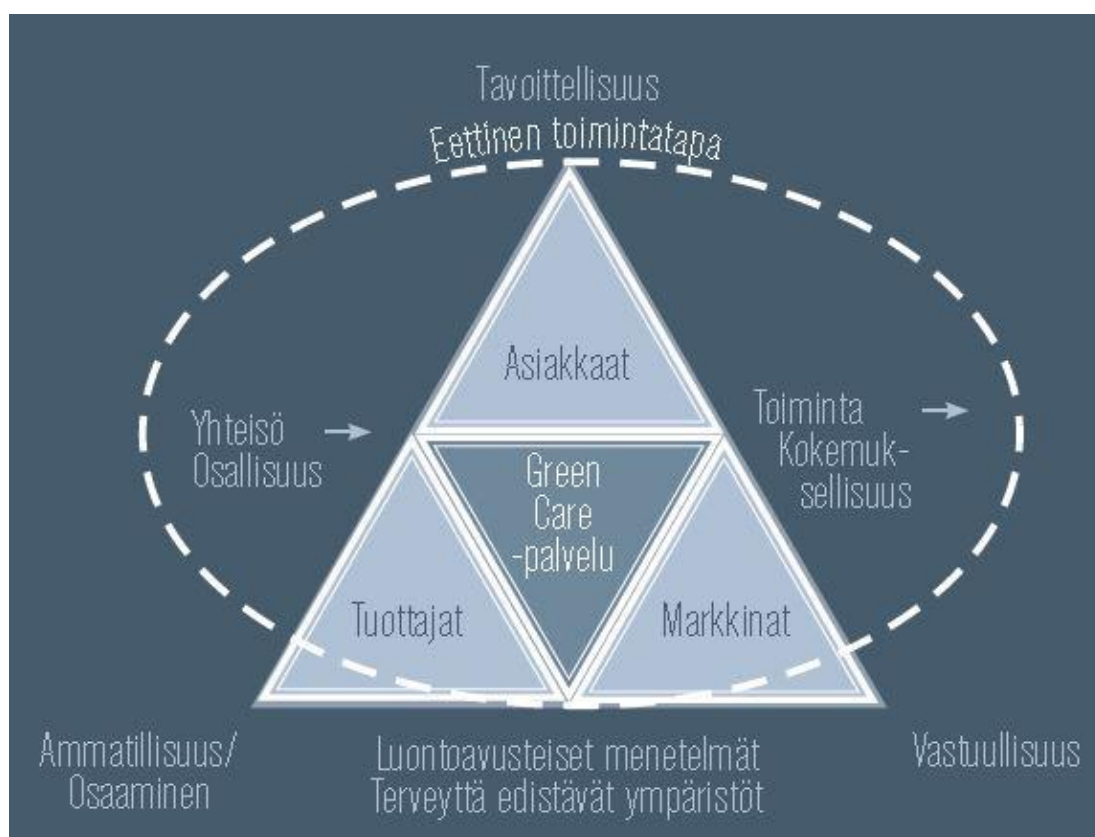 Tavoittellisuus
Eettinen toimintatapa
Asiakkaat
Yhteisö
Osallisuus
Toiminta
Kokemuk-
sellisuus
Green
Care
-palvelu
Tuottajat
Markkinat
Ammatillisuus/
Osaaminen
Luontoavusteiset menetelmät
Terveyttä edistävät ympäristöt
Vastuullisuus